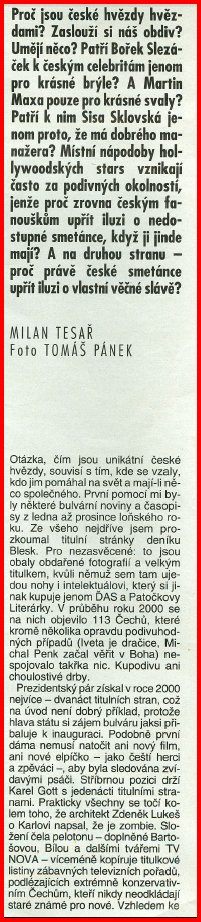 Proč jsou české hvězdy hvěz-
dami? Zaslouží si náš obdiv?
Umějí něco? Patří Bořek Slezá-
ček k českým celebritám jenom
pro krásné brýle? A Martin
Maxa pouze pro krásné svaly?
Patří k nim Šisa Sklovská je-
nom proto, že má dobrého ma-
nažera? Místní nápodoby hol-
lywoodských stars vznikají
často za podivných okolností,
jenže proč zrovna českým fa-
nouškům upřít iluzi o nedo-
stupné smetánce, když ji jinde
mají? A na druhou stranu –
proč právě české smetánce
upřít iluzi o vlastní věčné slávě?
MILAN TESAŘ
Foto TOMÁŠ PÁNEK
Otázka, čím jsou unikátní české
hvězdy, souvisí s tím, kde se vzaly,
kdo jim pomáhal na svět a mají-li ně-
co společného. První pomocí mi by-
ly některé bulvární noviny a časopi-
sy z ledna až prosince loňského ro-
ku. Ze všeho nejdříve jsem pro-
zkoumal titulní stránky deníku
Blesk. Pro nezasvěcené: to jsou
obaly obdařené fotografií a velkým
titulkem, kvůli němuž sem tam uje-
dou nohy i intelektuálovi, který si ji-
nak kupuje jenom ĎAS a Patočkovy
Literárky. V průběhu roku 2000 se
na nich objevilo 113 Čechů, které
kromě několika opravdu podivuhod-
ných případů (Iveta je dračice, Mi-
chal Penk začal věřit v Boha) ne-
spojovalo takřka nic. Kupodivu ani
choulostivé drby.
Prezidentský pár získal v roce 2000
nejvíce – dvanáct titulních stran, což
na úvod není dobrý příklad, protože
hlava státu si zájem bulváru jaksi při-
baluje k inauguraci. Podobně první
dáma nemusí natočit ani nový film,
ani nové elpíčko – jako čeští herci
a zpěváci –, aby byla sledována zví-
davými psáči. Stříbrnou pozici drží
Karel Gott s jedenácti titulními strana-
mi. Prakticky všechny se točí ko-
lem toho, že architekt Zdeněk Lukeš
o Karlovi napsal, že je zombie. Slo-
žení čela pelotonu – doplněné Barto-
šovou, Bílou a dalšími tvářemi TV
NOVA – víceméně kopíruje titulkové
listiny zábavných televizních pořadů,
podlézajících extrémně konzervativ-
ním Čechům, kteří nikdy neodkládají
staré známé pro nové. Vzhledem ke